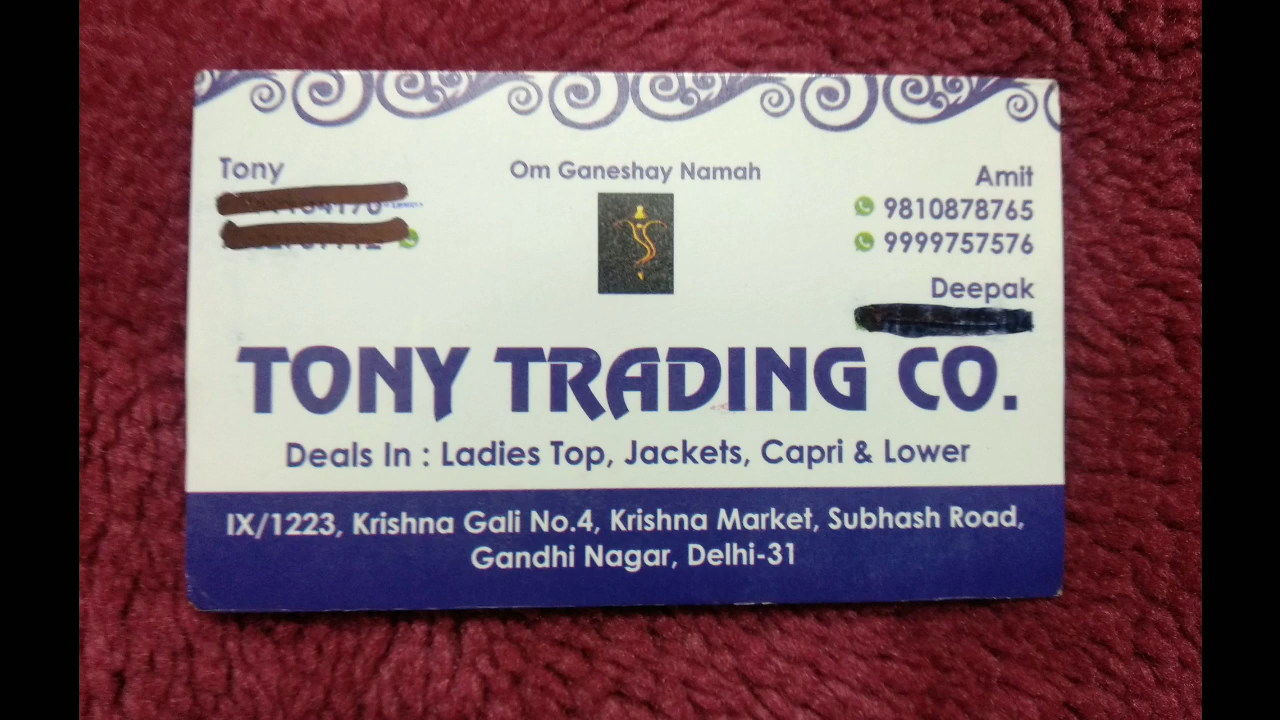 Tony
Om Ganeshay Namah
Amit
9810878765
9999757576
Deepak
TONY TRADING CO.
Deals In : Ladies Top, Jackets, Capri & Lower
IX/1223, Krishna Gali No.4, Krishna Market, Subhash Road,
Gandhi Nagar, Delhi-31